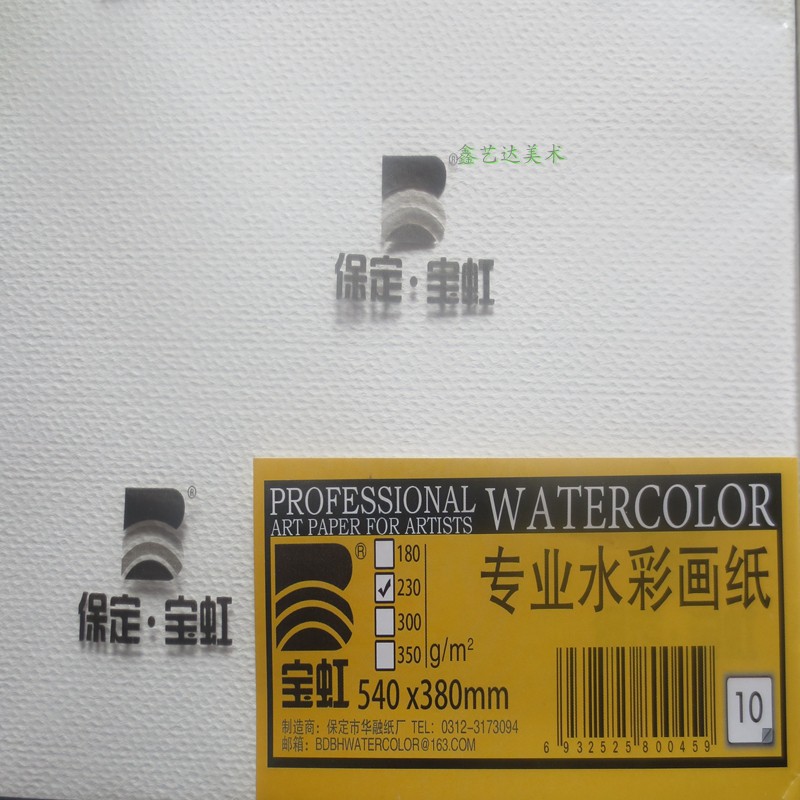 ®鑫艺达美术
保定·宝虹
®
保定·宝虹
PROFESSIONAL
ART PAPER FOR ARTISTS
WATERCOLOR
®
180
230
300
350
g/m²
专业水彩画纸
宝虹
540 x380mm
制造商：保定市华融纸厂 TEL：0312-3173094
邮箱：BDBHWATERCOLOR@163.COM
6 932525 800459
10